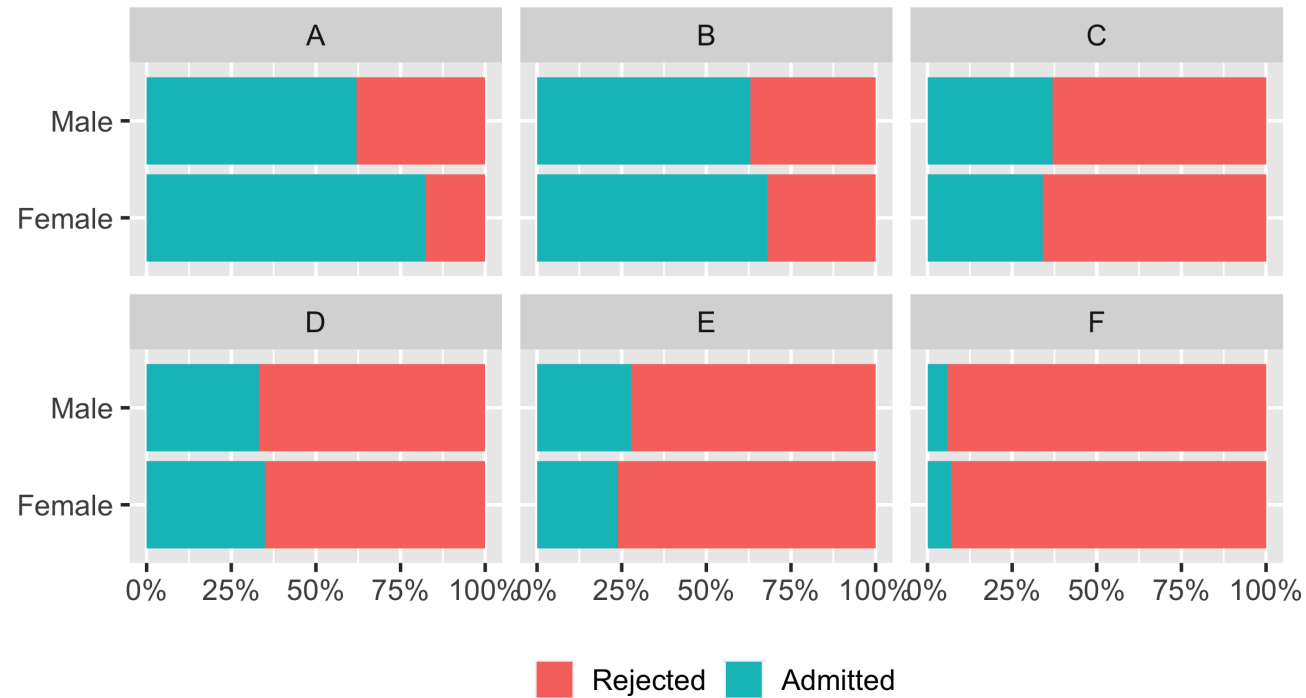 A B C
Male
Female
D E F
Male
Female
0% 25% 50% 75% 100% 0% 25% 50% 75% 100% 0% 25% 50% 75% 100%
Rejected Admitted